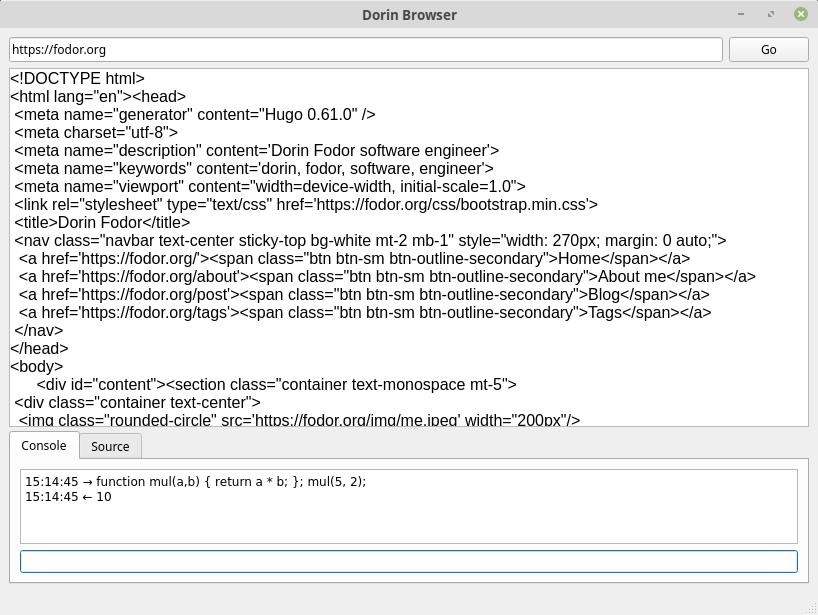 Dorin Browser
https://fodor.org
Go
<!DOCTYPE html>
<html lang="en"><head>
<meta name="generator" content="Hugo 0.61.0" />
<meta charset="utf-8">
<meta name="description" content='Dorin Fodor software engineer'>
<meta name="keywords" content='dorin, fodor, software, engineer'>
<meta name="viewport" content="width=device-width, initial-scale=1.0">
<link rel="stylesheet" type="text/css" href='https://fodor.org/css/bootstrap.min.css'>
<title>Dorin Fodor</title>
<nav class="navbar text-center sticky-top bg-white mt-2 mb-1" style="width: 270px; margin: 0 auto;">
<a href='https://fodor.org/'><span class="btn btn-sm btn-outline-secondary">Home</span></a>
<a href='https://fodor.org/about'><span class="btn btn-sm btn-outline-secondary">About me</span></a>
<a href='https://fodor.org/post'><span class="btn btn-sm btn-outline-secondary">Blog</span></a>
<a href='https://fodor.org/tags'><span class="btn btn-sm btn-outline-secondary">Tags</span></a>
</nav>
</head>
<body>
<div id="content"><section class="container text-monospace mt-5">
<div class="container text-center">
<img class="rounded-circle" src='https://fodor.org/img/me.jpeg' width="200px"/>
Console
Source
15:14:45 → function mul(a,b) { return a * b; }; mul(5, 2);
15:14:45 ← 10